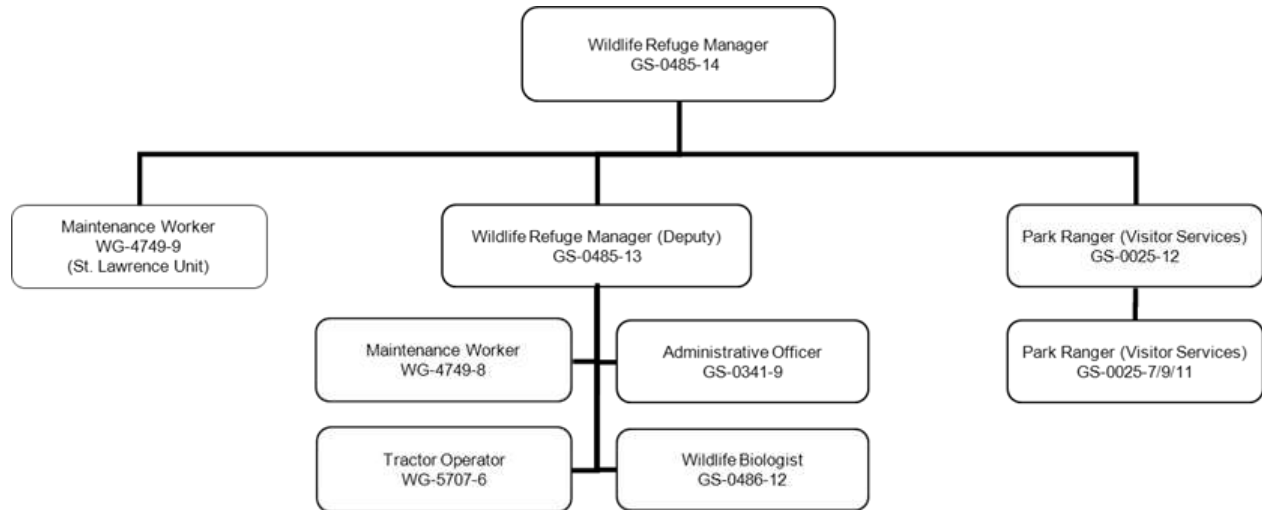 Wildlife Refuge Manager
GS-0485-14
Maintenance Worker
WG-4749-9
(St. Lawrence Unit)
Wildlife Refuge Manager (Deputy)
GS-0485-13
Park Ranger (Visitor Services)
GS-0025-12
Maintenance Worker
WG-4749-8
Administrative Officer
GS-0341-9
Park Ranger (Visitor Services)
GS-0025-7/9/11
Tractor Operator
WG-5707-6
Wildlife Biologist
GS-0486-12